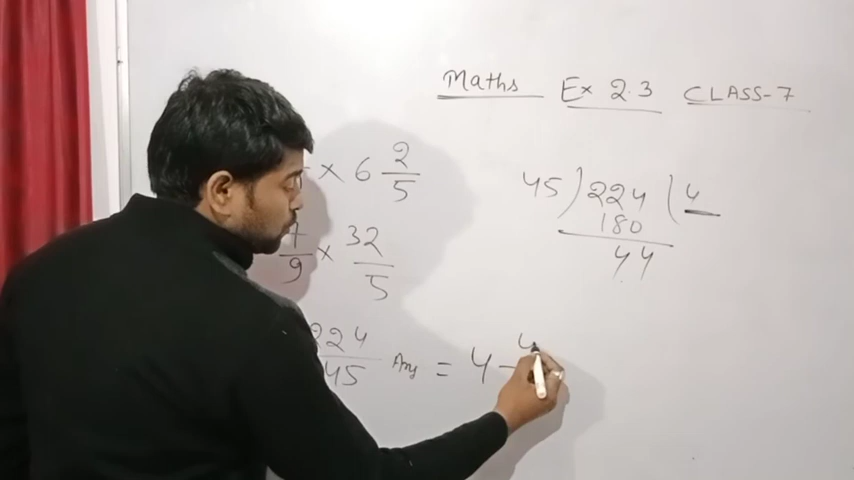 Maths Ex 2.3 CLASS-7
× 6 2/5
7/9 × 32/5
224/45 Ans = 4 4
45 ) 224 ( 4
180
44